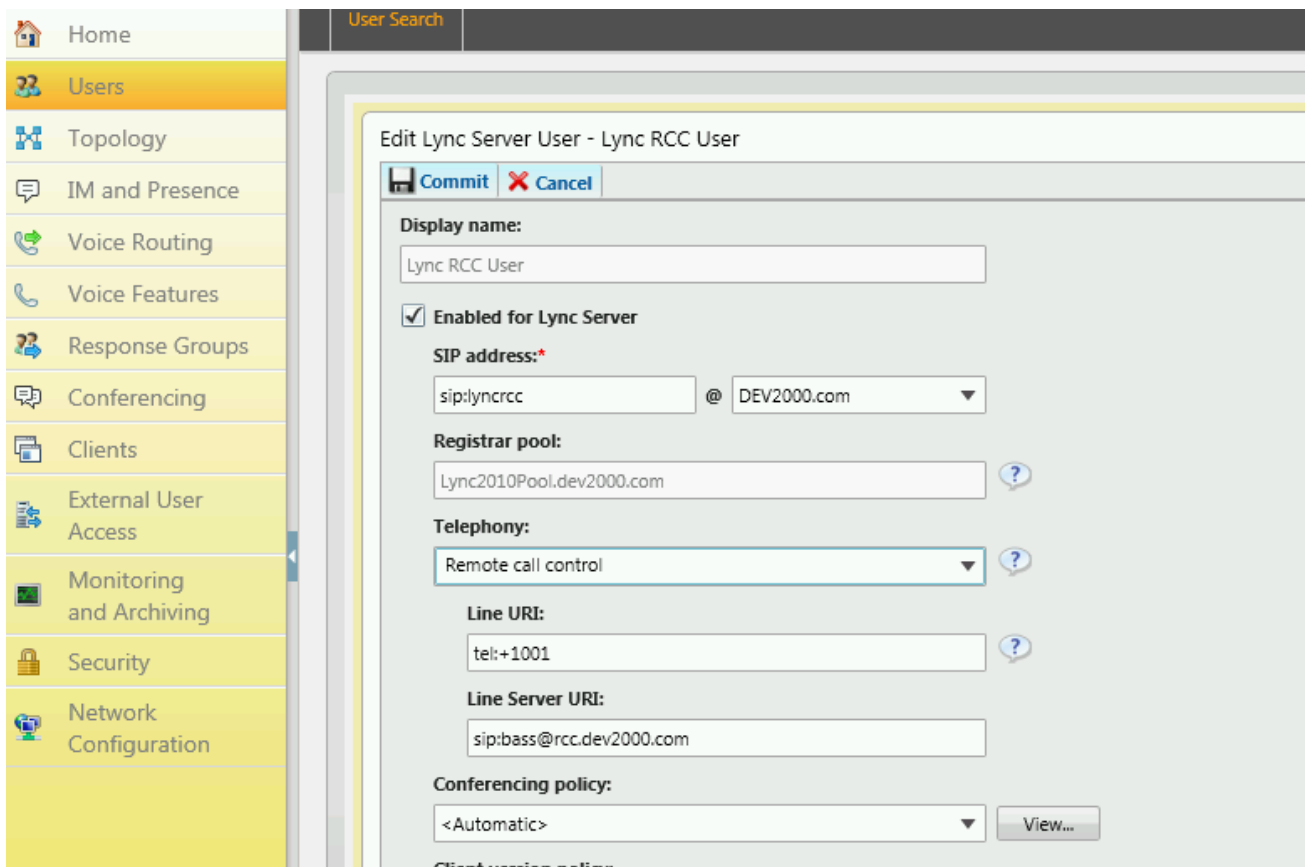 User Search
Home
Users
Topology
IM and Presence
Voice Routing
Voice Features
Response Groups
Conferencing
Clients
External User
Access
Monitoring
and Archiving
Security
Network
Configuration
Edit Lync Server User - Lync RCC User
Commit Cancel
Display name:
Lync RCC User
Enabled for Lync Server
SIP address:*
sip:lyncrcc @ DEV2000.com
Registrar pool:
Lync2010Pool.dev2000.com
Telephony:
Remote call control
Line URI:
tel:+1001
Line Server URI:
sip:bass@rcc.dev2000.com
Conferencing policy:
<Automatic>
View...
Client version policy: